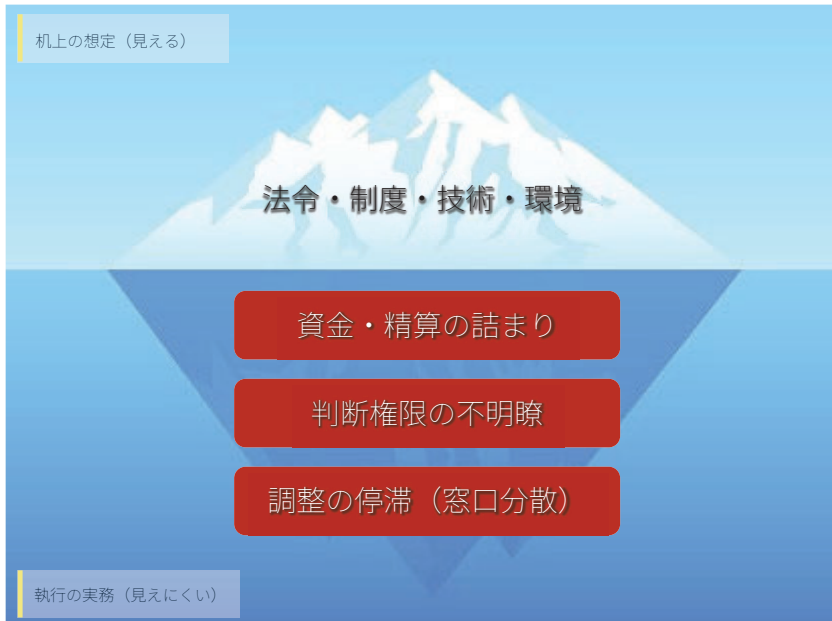 机上の想定（見える）
法令・制度・技術・環境
資金・精算の詰まり
判断権限の不明瞭
調整の停滞（窓口分散）
執行の実務（見えにくい）